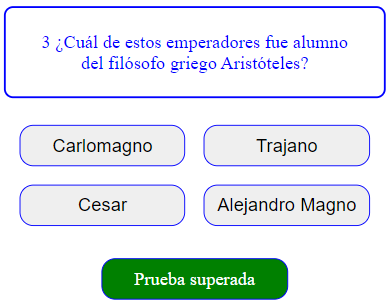 3 ¿Cuál de estos emperadores fue alumno
del filósofo griego Aristóteles?
Carlomagno
Trajano
Cesar
Alejandro Magno
Prueba superada